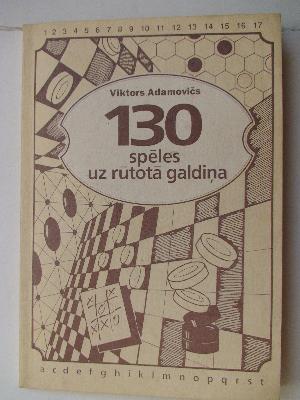 1 2 3 4 5 6 7 8 9 10 11 12 13 14 15 16 17
Viktors Adamovičs
130
spēles
uz rūtotā galdiņa
a c d e f g h i k l m n o p q r s t